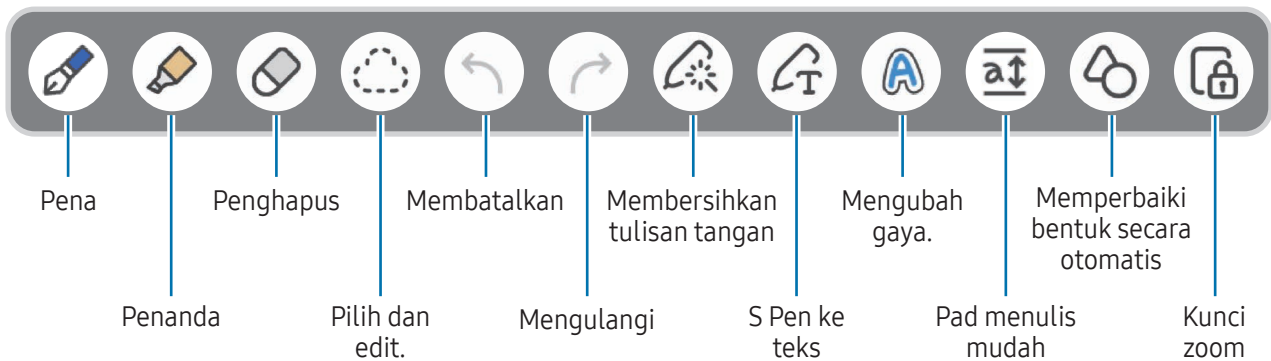 Pena
Penghapus
Membatalkan
Membersihkan
tulisan tangan
Mengubah
gaya.
Memperbaiki
bentuk secara
otomatis
Penanda
Pilih dan
edit.
Mengulangi
S Pen ke
teks
Pad menulis
mudah
Kunci
zoom